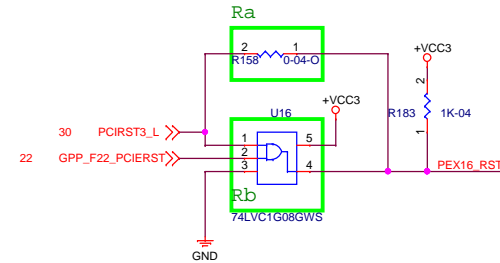 Ra
2 1
R158 0-04-O
+VCC3
+VCC3
2
U16
R183 1K-04
1
30 PCIRST3_L
1 5
22 GPP_F22_PCIERST
2
3 4
PEX16_RST
Rb
74LVC1G08GWS
GND